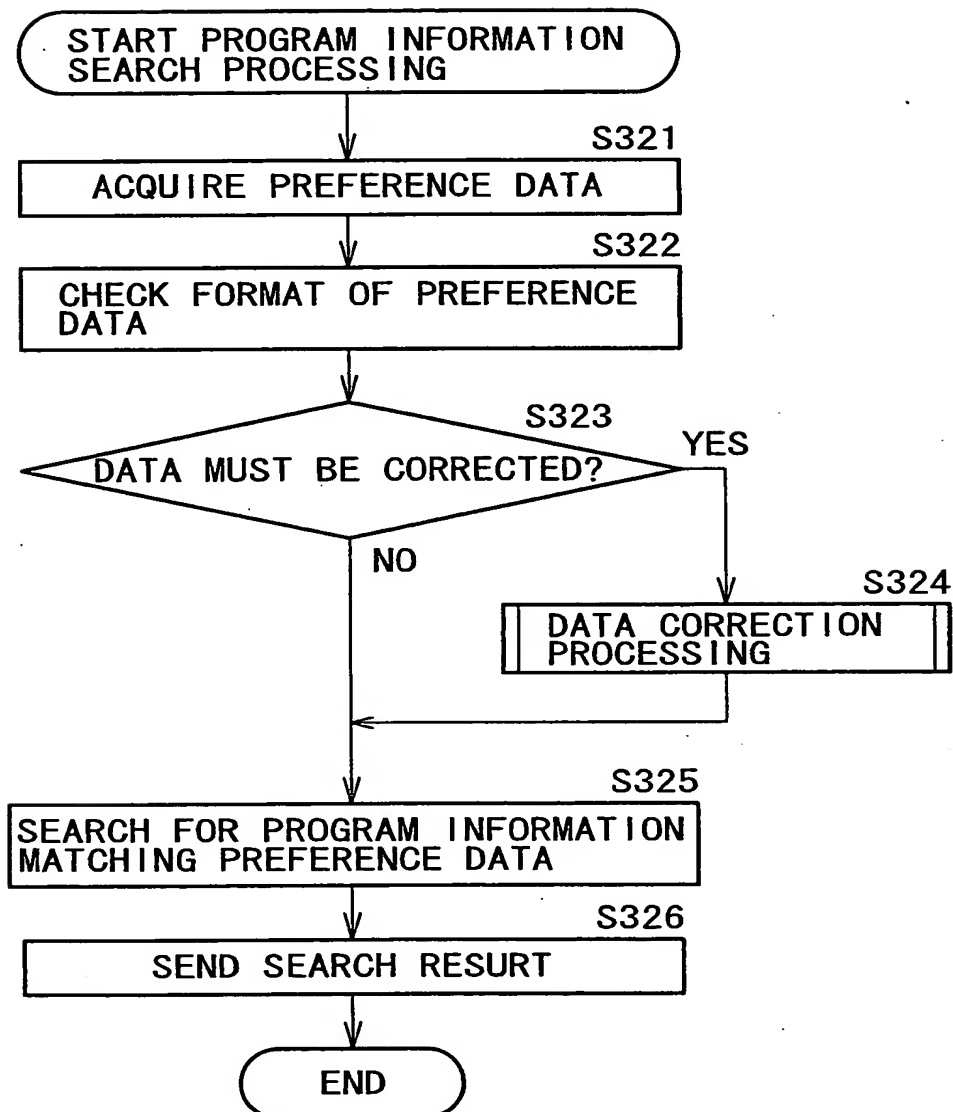 START PROGRAM INFORMATION
SEARCH PROCESSING
S321
ACQUIRE PREFERENCE DATA
S322
CHECK FORMAT OF PREFERENCE
DATA
S323
DATA MUST BE CORRECTED?
YES
NO
S324
DATA CORRECTION
PROCESSING
S325
SEARCH FOR PROGRAM INFORMATION
MATCHING PREFERENCE DATA
S326
SEND SEARCH RESURT
END